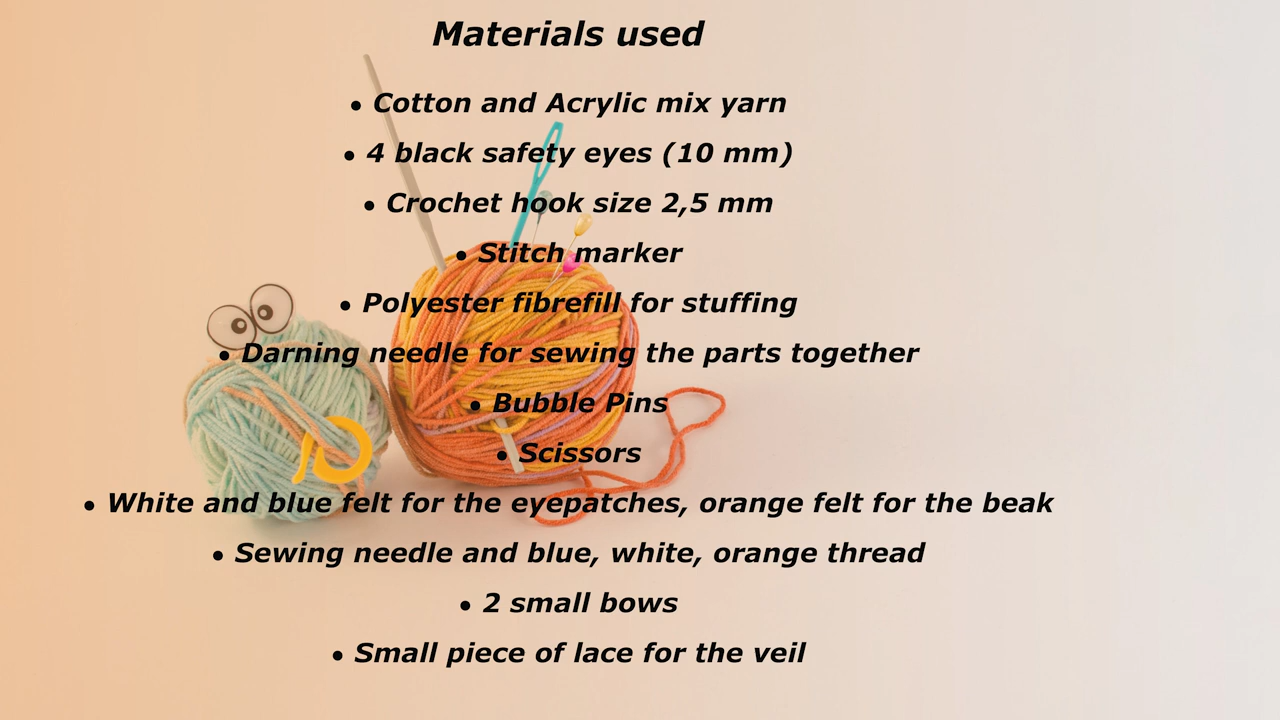 Materials used
• Cotton and Acrylic mix yarn
• 4 black safety eyes (10 mm)
• Crochet hook size 2,5 mm
• Stitch marker
• Polyester fibrefill for stuffing
• Darning needle for sewing the parts together
• Bubble Pins
• Scissors
• White and blue felt for the eyepatches, orange felt for the beak
• Sewing needle and blue, white, orange thread
• 2 small bows
• Small piece of lace for the veil